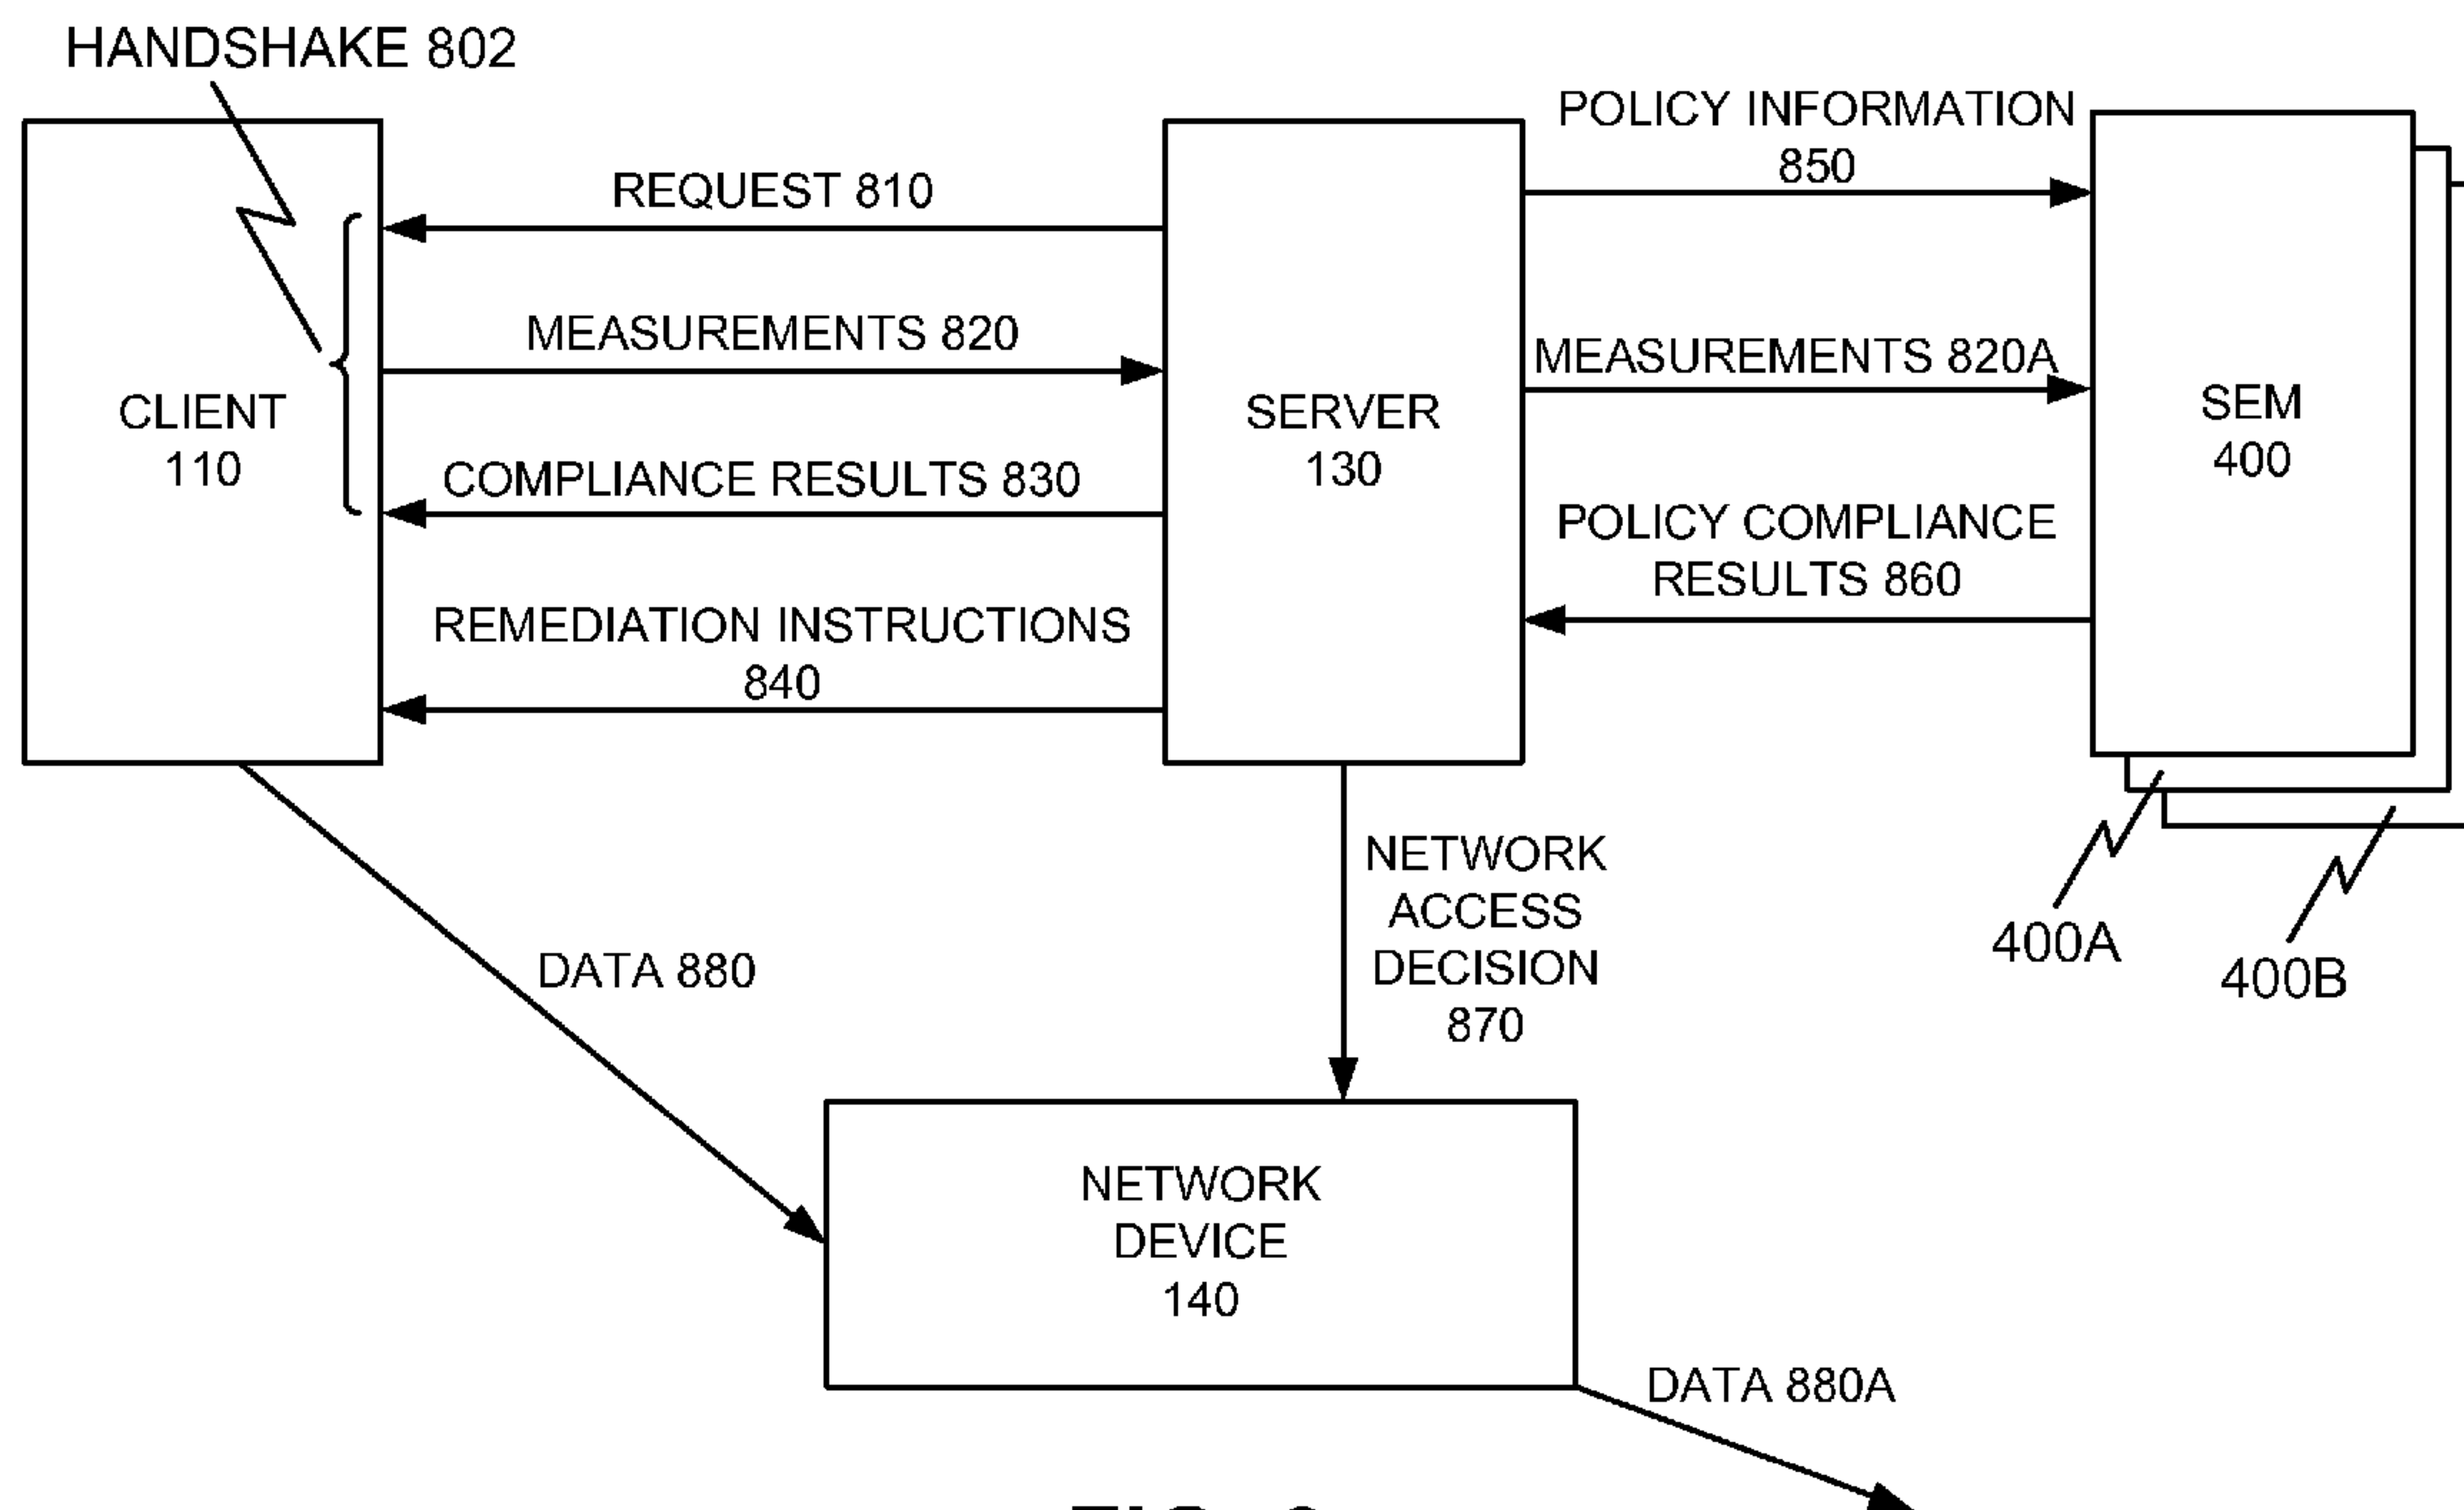 HANDSHAKE 802
POLICY INFORMATION
850
REQUEST 810
MEASUREMENTS 820
MEASUREMENTS 820A
CLIENT
110
SERVER
130
SEM
400
COMPLIANCE RESULTS 830
POLICY COMPLIANCE
RESULTS 860
REMEDIATION INSTRUCTIONS
840
NETWORK
ACCESS
DECISION
870
400A
400B
DATA 880
NETWORK
DEVICE
140
DATA 880A